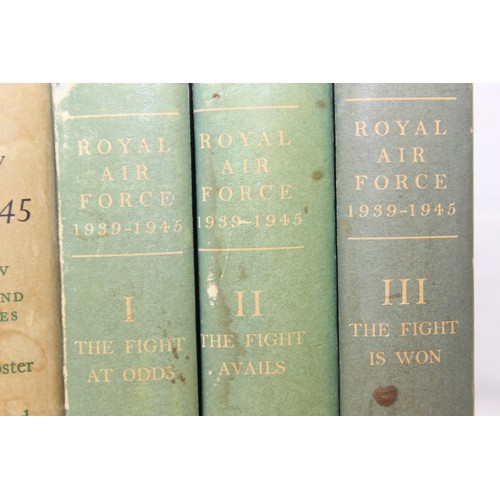 45
V
ND
ES
oster
ROYAL
AIR
FORCE
1939-1945
I
THE FIGHT
AT ODDS
ROYAL
AIR
FORCE
1939-1945
II
THE FIGHT
AVAILS
ROYAL
AIR
FORCE
1939-1945
III
THE FIGHT
IS WON